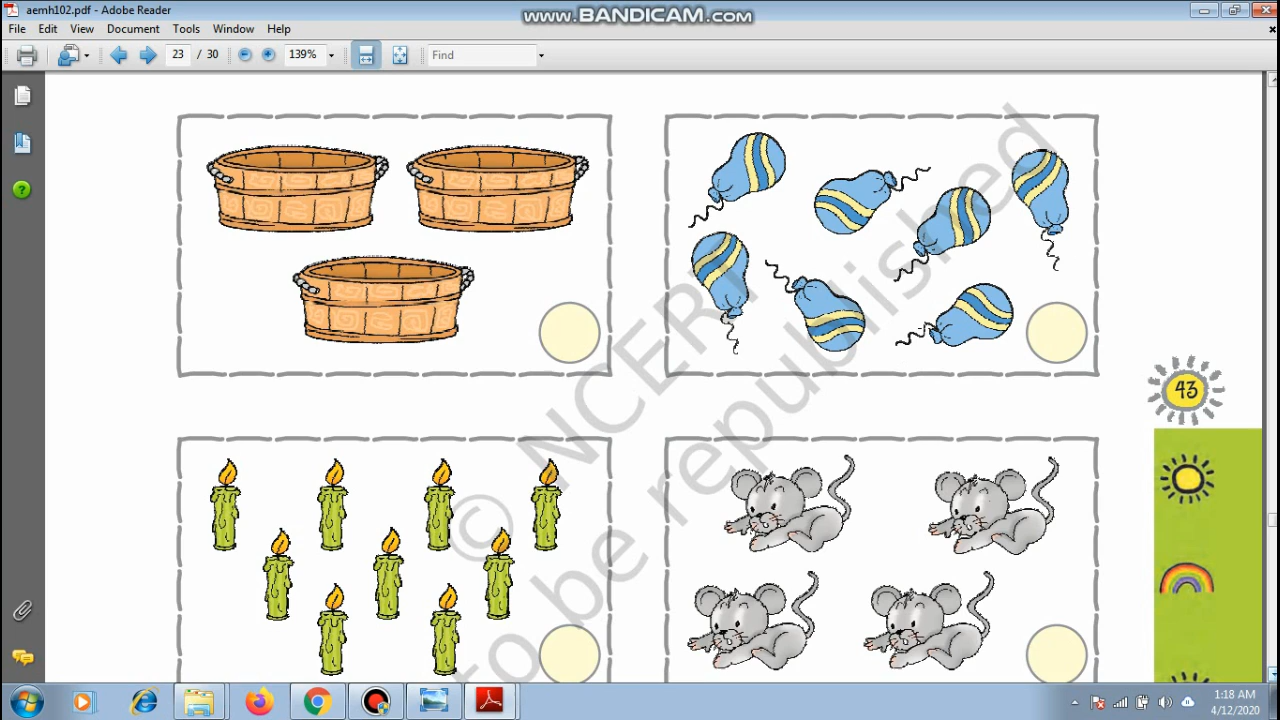 aemh102.pdf - Adobe Reader
www.BANDICAM.com
File Edit View Document Tools Window Help
23 / 30 139% Find
43
© NCERT
to be republished
1:18 AM
4/12/2020